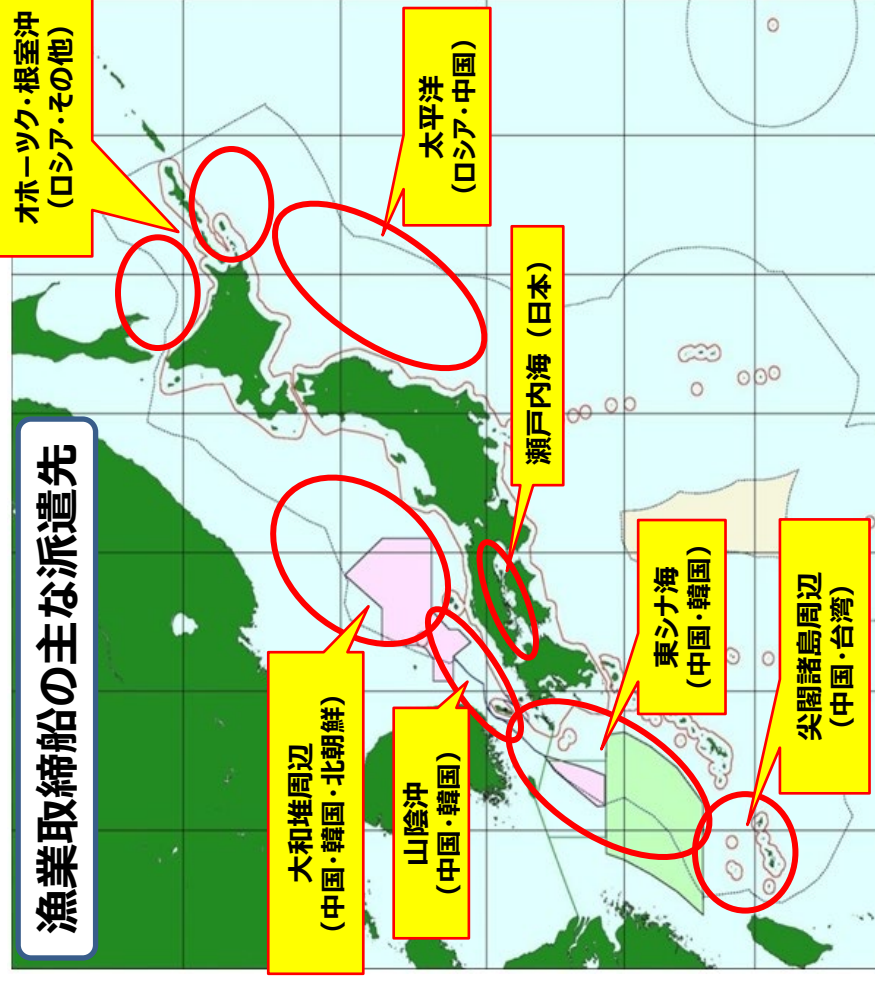 漁業取締船の主な派遣先
オホーツク・根室沖
(ロシア・その他)
太平洋
(ロシア・中国)
瀬戸内海（日本）
大和堆周辺
(中国・韓国・北朝鮮)
山陰沖
(中国・韓国)
東シナ海
(中国・韓国)
尖閣諸島周辺
(中国・台湾)